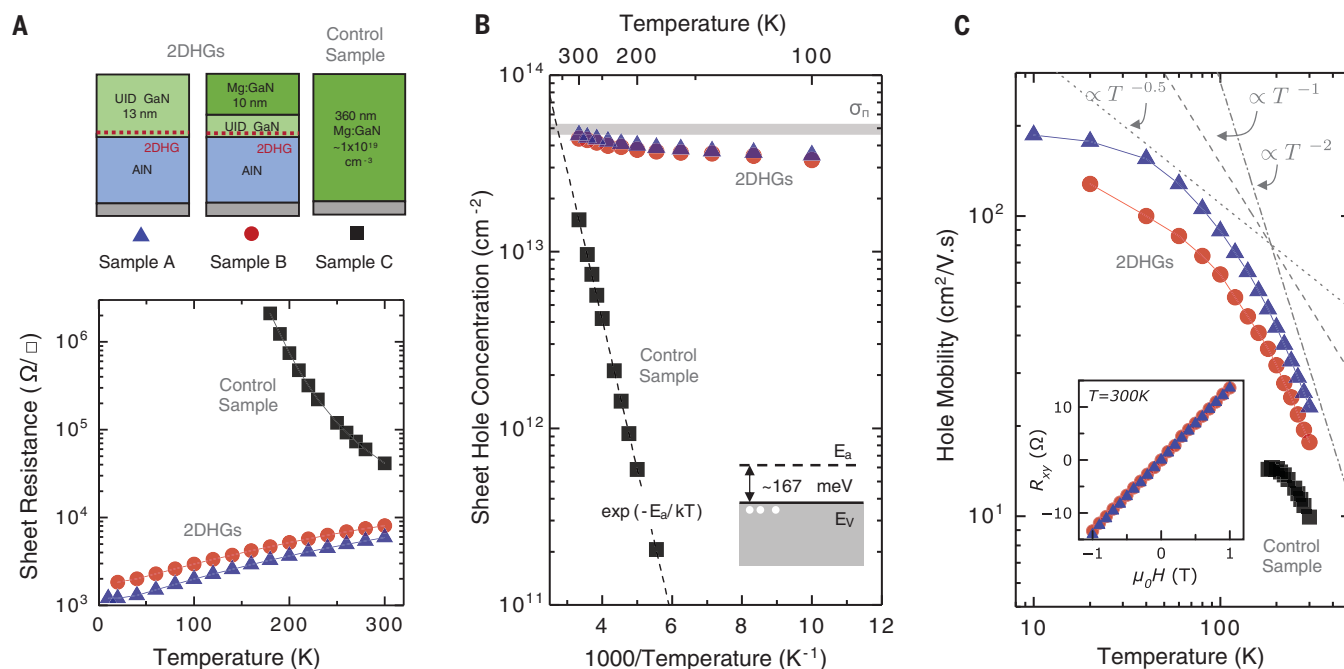 A
2DHGs
Control
Sample
UID GaN
13 nm
2DHG
AlN
Mg:GaN
10 nm
UID GaN
2DHG
AlN
360 nm
Mg:GaN
~1x10¹⁹
cm⁻³
Sample A
Sample B
Sample C
Sheet Resistance (Ω/□)
10⁶
10⁵
10⁴
10³
Control
Sample
2DHGs
0 100 200 300
Temperature (K)
B
Temperature (K)
300 200 100
Sheet Hole Concentration (cm⁻²)
10¹⁴
10¹³
10¹²
10¹¹
σπ
2DHGs
Control
Sample
exp(-Eₐ/kT)
Eₐ
~167 meV
E_V
4 6 8 10 12
1000/Temperature (K⁻¹)
C
Hole Mobility (cm²/V.s)
10²
10¹
∝ T ⁻⁰·⁵
∝ T ⁻¹
∝ T ⁻²
2DHGs
T=300K
R_xy (Ω)
10
0
−10
−1 0 1
μ₀H (T)
Control
Sample
10 100
Temperature (K)